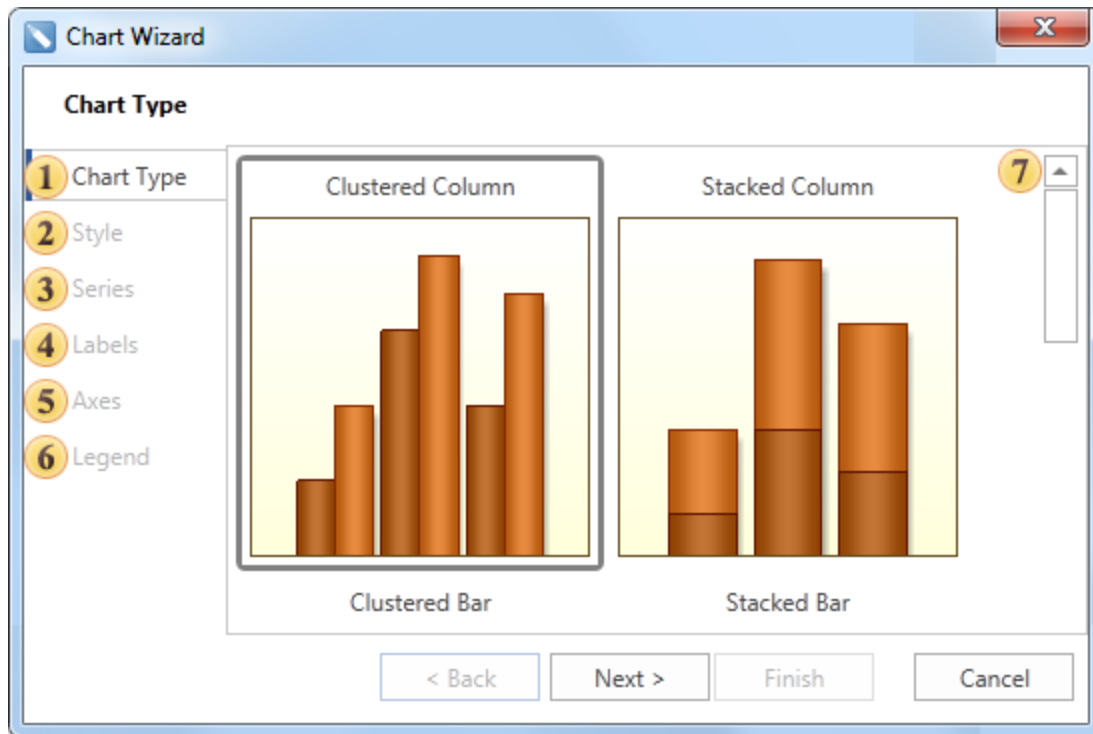 Chart Wizard
Chart Type
1 Chart Type
2 Style
3 Series
4 Labels
5 Axes
6 Legend
Clustered Column
Stacked Column
7
Clustered Bar
Stacked Bar
< Back
Next >
Finish
Cancel